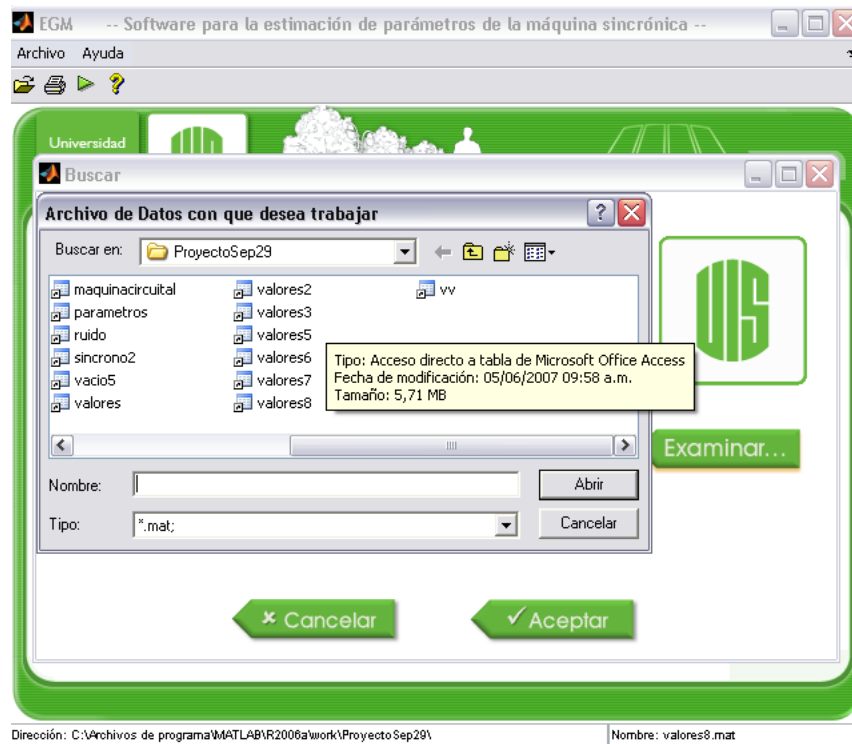 EGM -- Software para la estimación de parámetros de la máquina sincrónica --
Archivo Ayuda
Universidad
Buscar
Archivo de Datos con que desea trabajar
Buscar en: ProyectoSep29
maquinacircuital valores2 vv
parametros valores3
ruido valores5
sincrono2 valores6
vacio5 valores7
valores valores8
Tipo: Acceso directo a tabla de Microsoft Office Access
Fecha de modificación: 05/06/2007 09:58 a.m.
Tamaño: 5,71 MB
UIS
Examinar...
Nombre: Abrir
Tipo: *.mat; Cancelar
Cancelar Aceptar
Dirección: C:\Archivos de programa\MATLAB\R2006a\work\ProyectoSep29\ Nombre: valores8.mat